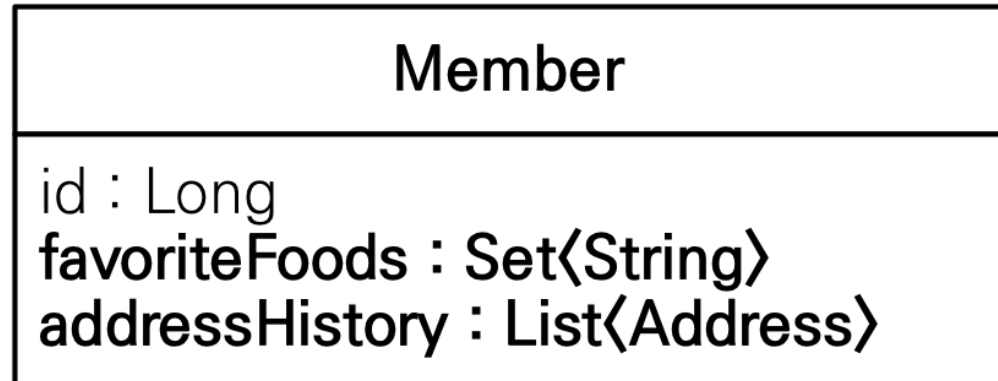 Member
id : Long
favoriteFoods : Set<String>
addressHistory : List<Address>